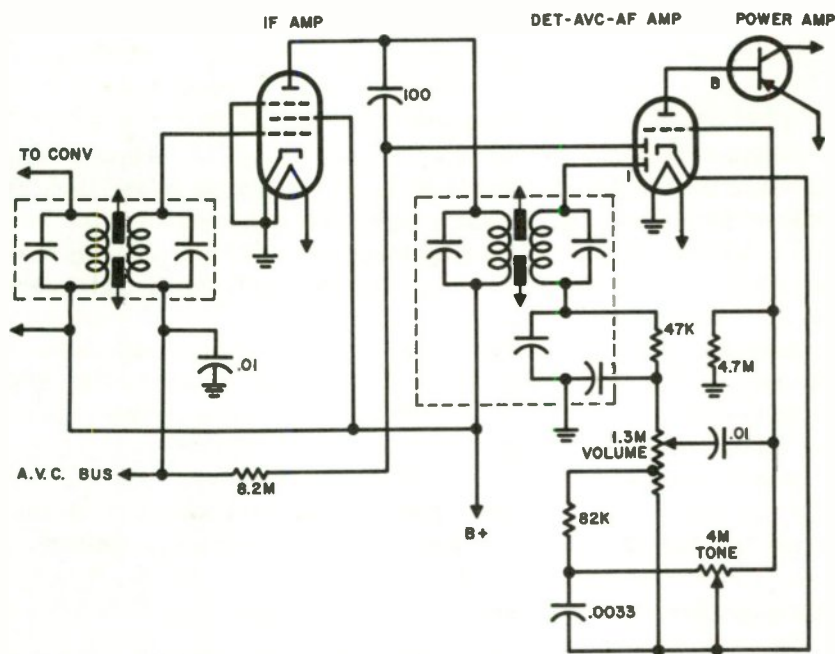 IF AMP
DET-AVC-AF AMP
POWER AMP
B
100
TO CONV
1
.01
47K
4.7M
1.3M
VOLUME
.01
A.V.C. BUS
8.2M
82K
B+
4M
TONE
.0033